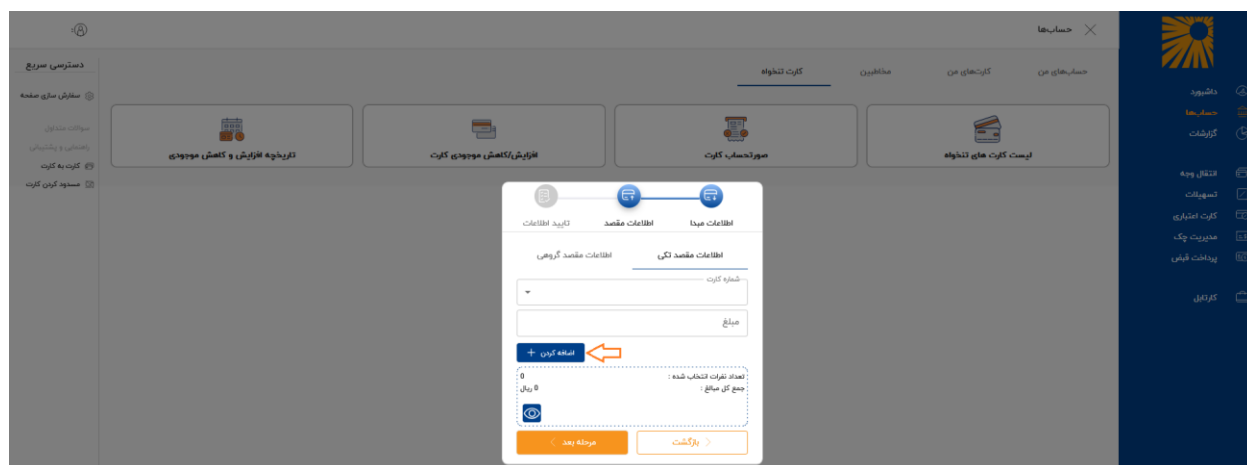 حساب‌ها
داشبورد
حساب‌ها
گزارشات
انتقال وجه
تسهیلات
کارت اعتباری
مدیریت چک
پرداخت قبض
کارتابل
حساب‌های من
کارت‌های من
مخاطبین
کارت تنخواه
لیست کارت های تنخواه
صورتحساب کارت
افزایش/کاهش موجودی کارت
تاریخچه افزایش و کاهش موجودی
دسترسی سریع
سفارش سازی صفحه
سوالات متداول
راهنمایی و پشتیبانی
کارت به کارت
مسدود کردن کارت
اطلاعات مبدا
اطلاعات مقصد
تایید اطلاعات
اطلاعات مقصد تکی
اطلاعات مقصد گروهی
شماره کارت
مبلغ
اضافه کردن +
تعداد نفرات انتخاب شده : 0
جمع کل مبالغ : 0 ریال
بازگشت
مرحله بعد